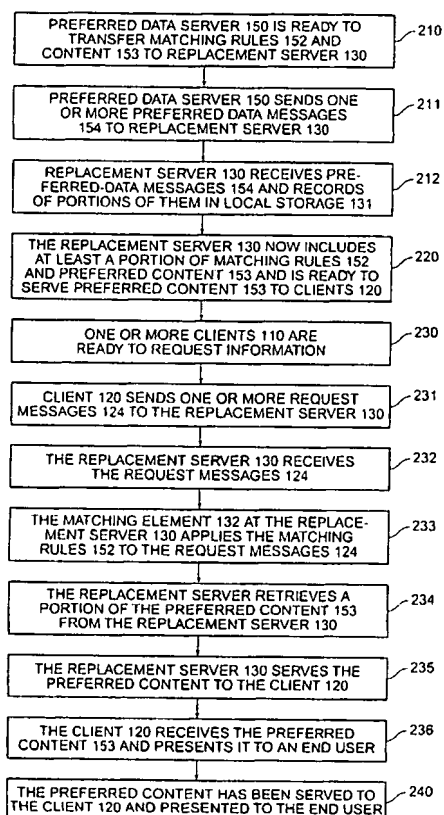 PREFERRED DATA SERVER 150 IS READY TO
TRANSFER MATCHING RULES 152 AND
CONTENT 153 TO REPLACEMENT SERVER 130
210
PREFERRED DATA SERVER 150 SENDS ONE
OR MORE PREFERRED DATA MESSAGES
154 TO REPLACEMENT SERVER 130
211
REPLACEMENT SERVER 130 RECEIVES PRE-
FERRED-DATA MESSAGES 154 AND RECORDS
OF PORTIONS OF THEM IN LOCAL STORAGE 131
212
THE REPLACEMENT SERVER 130 NOW INCLUDES
AT LEAST A PORTION OF MATCHING RULES 152
AND PREFERRED CONTENT 153 AND IS READY TO
SERVE PREFERRED CONTENT 153 TO CLIENTS 120
220
ONE OR MORE CLIENTS 110 ARE
READY TO REQUEST INFORMATION
230
CLIENT 120 SENDS ONE OR MORE REQUEST
MESSAGES 124 TO THE REPLACEMENT SERVER 130
231
THE REPLACEMENT SERVER 130 RECEIVES
THE REQUEST MESSAGES 124
232
THE MATCHING ELEMENT 132 AT THE REPLACE-
MENT SERVER 130 APPLIES THE MATCHING
RULES 152 TO THE REQUEST MESSAGES 124
233
THE REPLACEMENT SERVER RETRIEVES A
PORTION OF THE PREFERRED CONTENT 153
FROM THE REPLACEMENT SERVER 130
234
THE REPLACEMENT SERVER 130 SERVES THE
PREFERRED CONTENT TO THE CLIENT 120
235
THE CLIENT 120 RECEIVES THE PREFERRED
CONTENT 153 AND PRESENTS IT TO AN END USER
236
THE PREFERRED CONTENT HAS BEEN SERVED TO
THE CLIENT 120 AND PRESENTED TO THE END USER
240